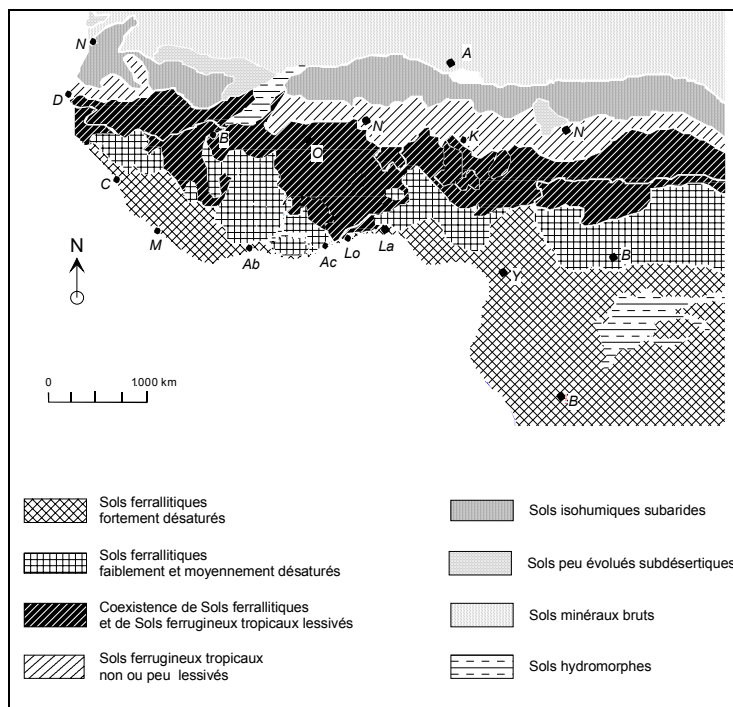 N
A
D
N
K
N
B
O
C
M
N
Ab
Ac
Lo
La
B
Y
B
0 1000 km
Sols ferrallitiques
fortement désaturés
Sols ferrallitiques
faiblement et moyennement désaturés
Coexistence de Sols ferrallitiques
et de Sols ferrugineux tropicaux lessivés
Sols ferrugineux tropicaux
non ou peu lessivés
Sols isohumiques subarides
Sols peu évolués subdésertiques
Sols minéraux bruts
Sols hydromorphes